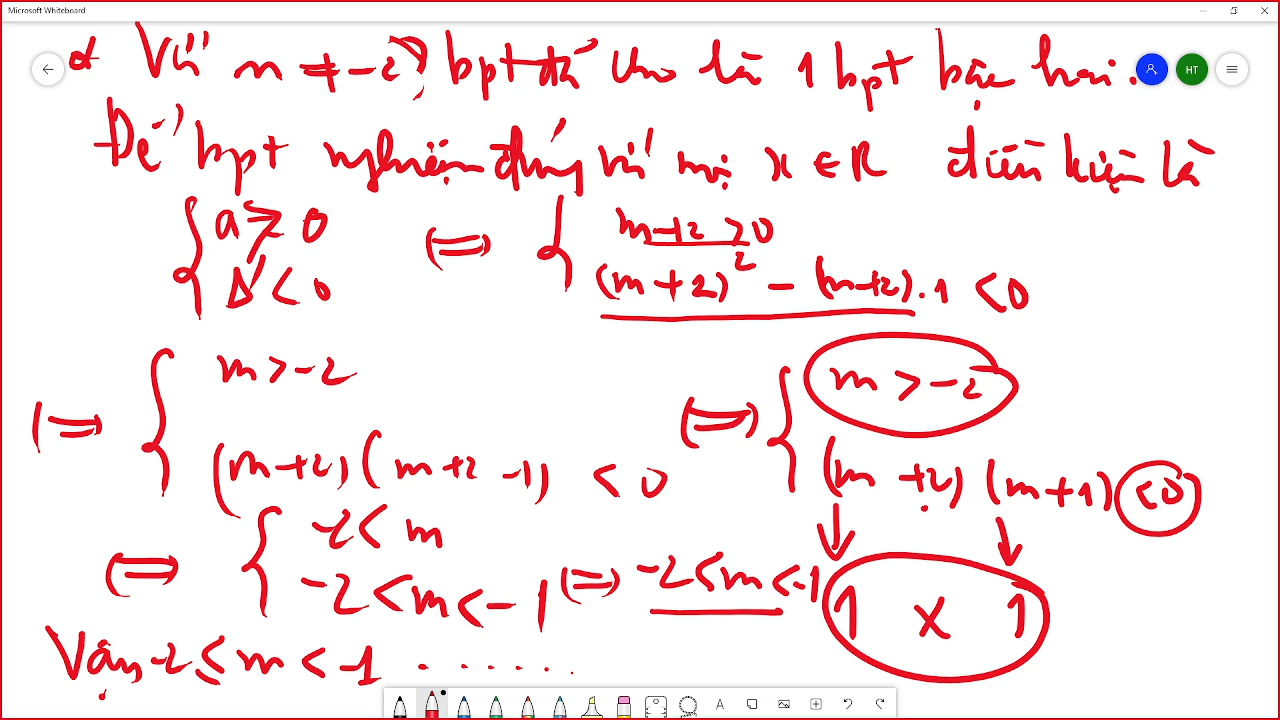 Microsoft Whiteboard
+ Với m ≠ -2, bpt đã cho là 1 bpt bậc hai.
HT
Để bpt nghiệm đúng với mọi x ∈ R điều kiện là
{ a > 0 ; Δ' < 0 (=) { m+2 > 0 ; (m+2)² - (m+2).1 < 0
(=) { m > -2 ; (m+2)(m+2-1) < 0 (=) { m > -2 ; (m+2)(m+1) < 0
(=) { -2 < m ; -2 < m < -1 (=) -2 < m < -1
1 x 1
Vậy -2 ≤ m < -1 . . . . . .
A